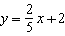 y = 2/5 x + 2